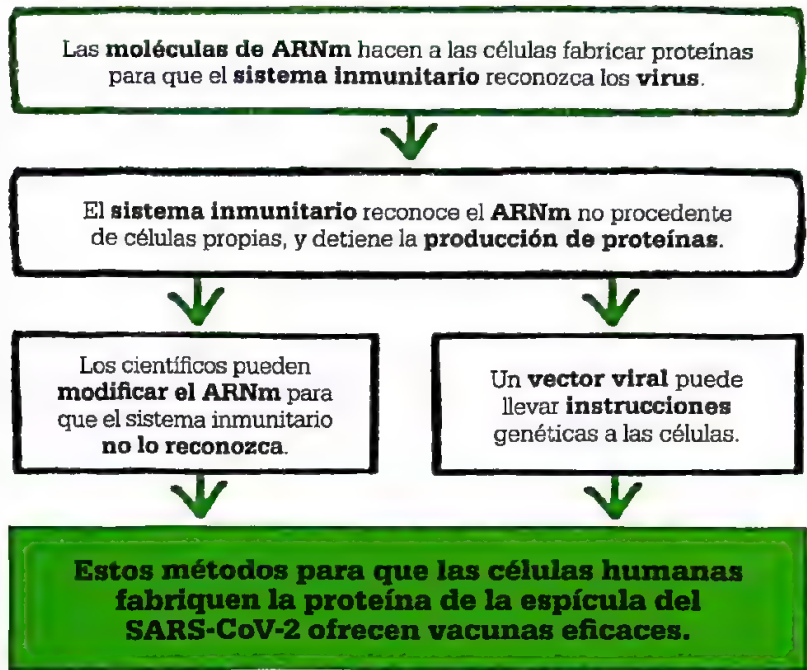 Las moléculas de ARNm hacen a las células fabricar proteínas
para que el sistema inmunitario reconozca los virus.
El sistema inmunitario reconoce el ARNm no procedente
de células propias, y detiene la producción de proteínas.
Los científicos pueden
modificar el ARNm para
que el sistema inmunitario
no lo reconozca.
Un vector viral puede
llevar instrucciones
genéticas a las células.
Estos métodos para que las células humanas
fabriquen la proteína de la espícula del
SARS-CoV-2 ofrecen vacunas eficaces.